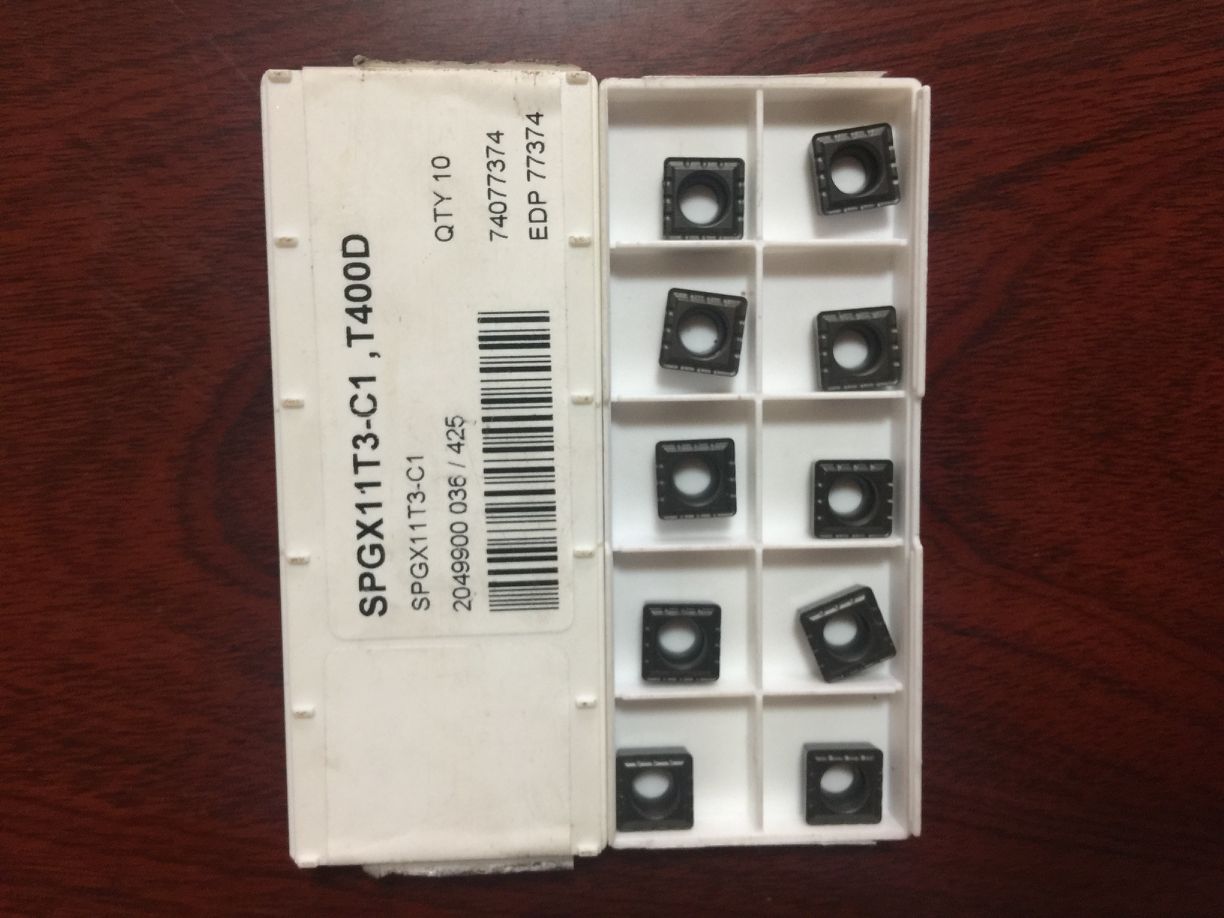 SPGX11T3-C1 ,T400D
SPGX11T3-C1
QTY 10
2049900 036 / 425
74077374
EDP 77374